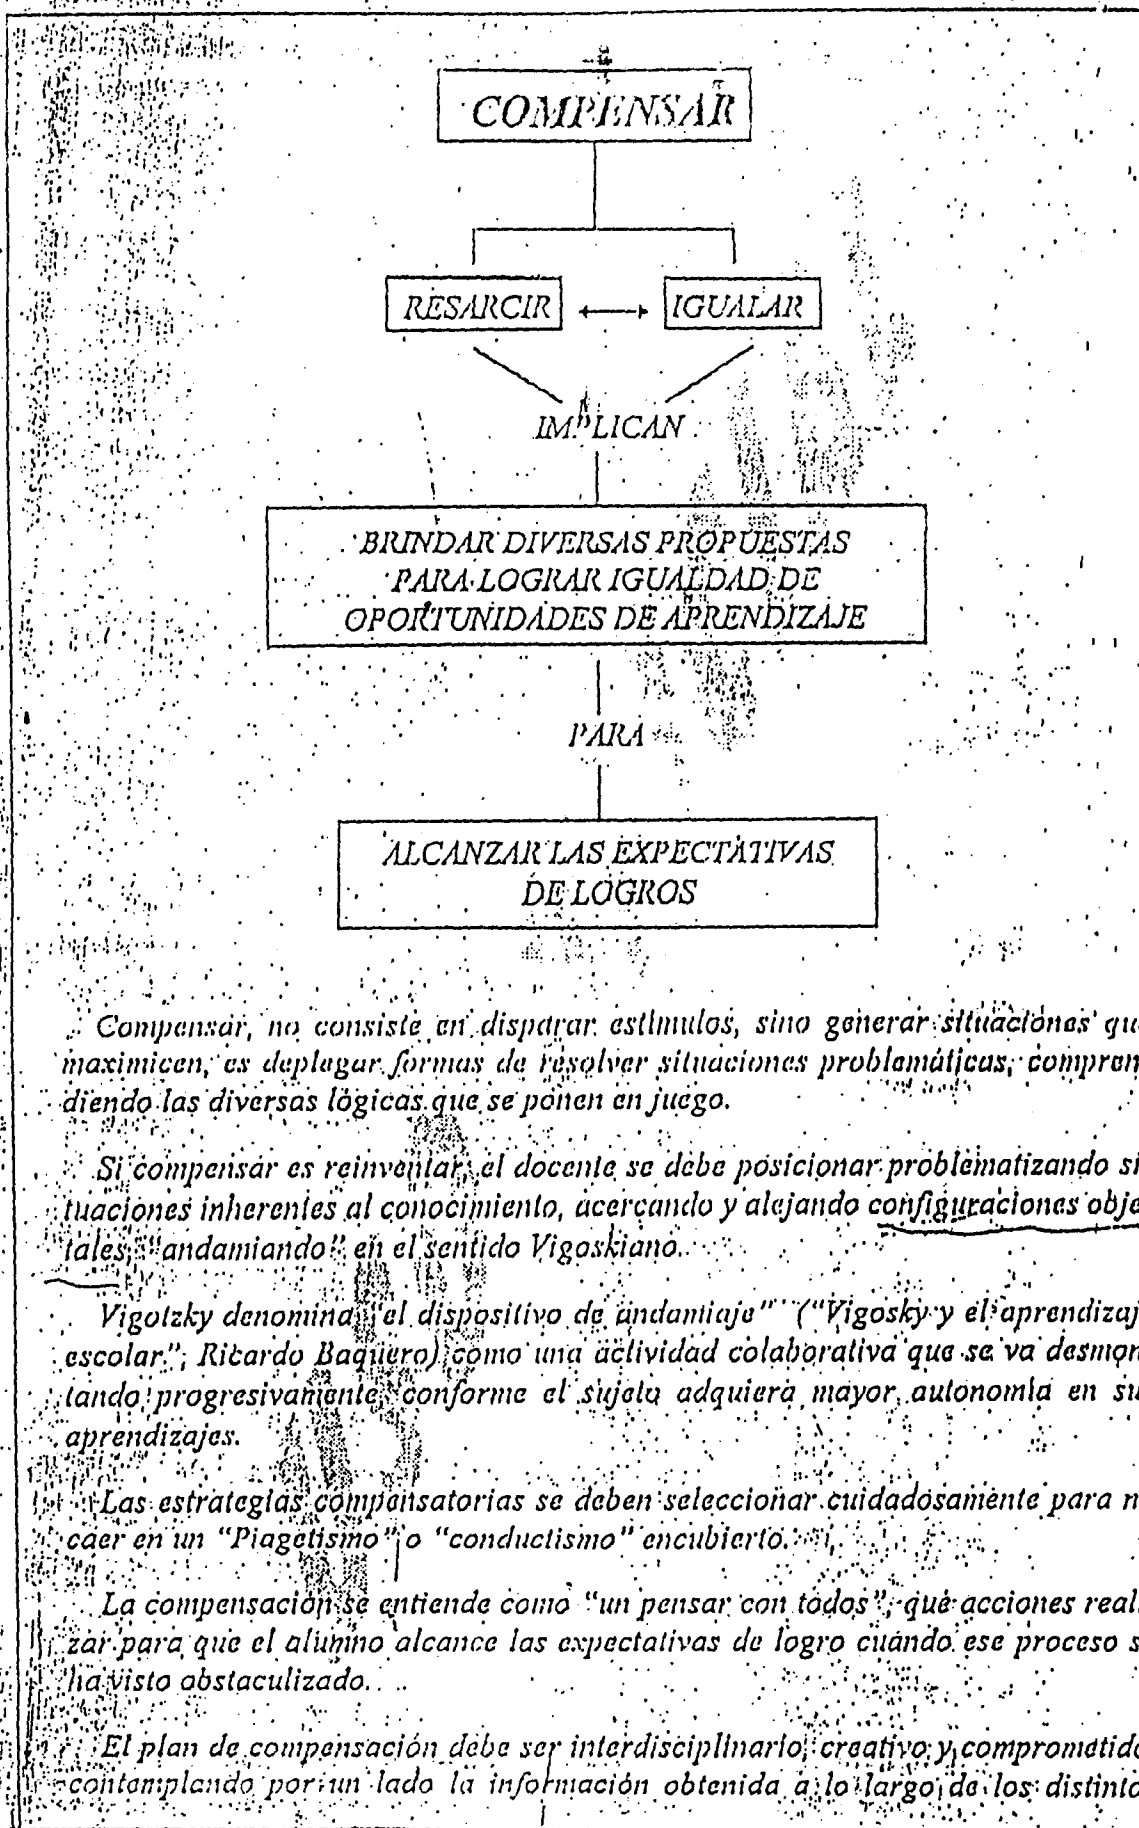 COMPENSAR
RESARCIR IGUALAR
IMPLICAN
BRINDAR DIVERSAS PROPUESTAS
PARA LOGRAR IGUALDAD DE
OPORTUNIDADES DE APRENDIZAJE
PARA
ALCANZAR LAS EXPECTATIVAS
DE LOGROS
Compensar, no consiste en disparar estímulos, sino generar situaciones qu
maximicen, es deplegar formas de resolver situaciones problemáticas, compren
diendo las diversas lógicas que se ponen en juego.
Si compensar es reinventar, el docente se debe posicionar problematizando si
tuaciones inherentes al conocimiento, acercando y alejando configuraciones obje
tales, "andamiando" en el sentido Vigoskiano.
Vigotzky denomina "el dispositivo de andamiaje" ("Vigosky y el aprendizaj
escolar", Ricardo Baquero) como una actividad colaborativa que se va desmon
tando progresivamente, conforme el sujeto adquiera mayor autonomía en su
aprendizajes.
Las estrategias compensatorias se deben seleccionar cuidadosamente para n
caer en un "Piagetismo" o "conductismo" encubierto.
La compensación se entiende como "un pensar con todos", que acciones reali
zar para que el alumno alcance las expectativas de logro cuando ese proceso s
ha visto obstaculizado.
El plan de compensación debe ser interdisciplinario, creativo y comprometido
contemplando por un lado la información obtenida a lo largo de los distinto